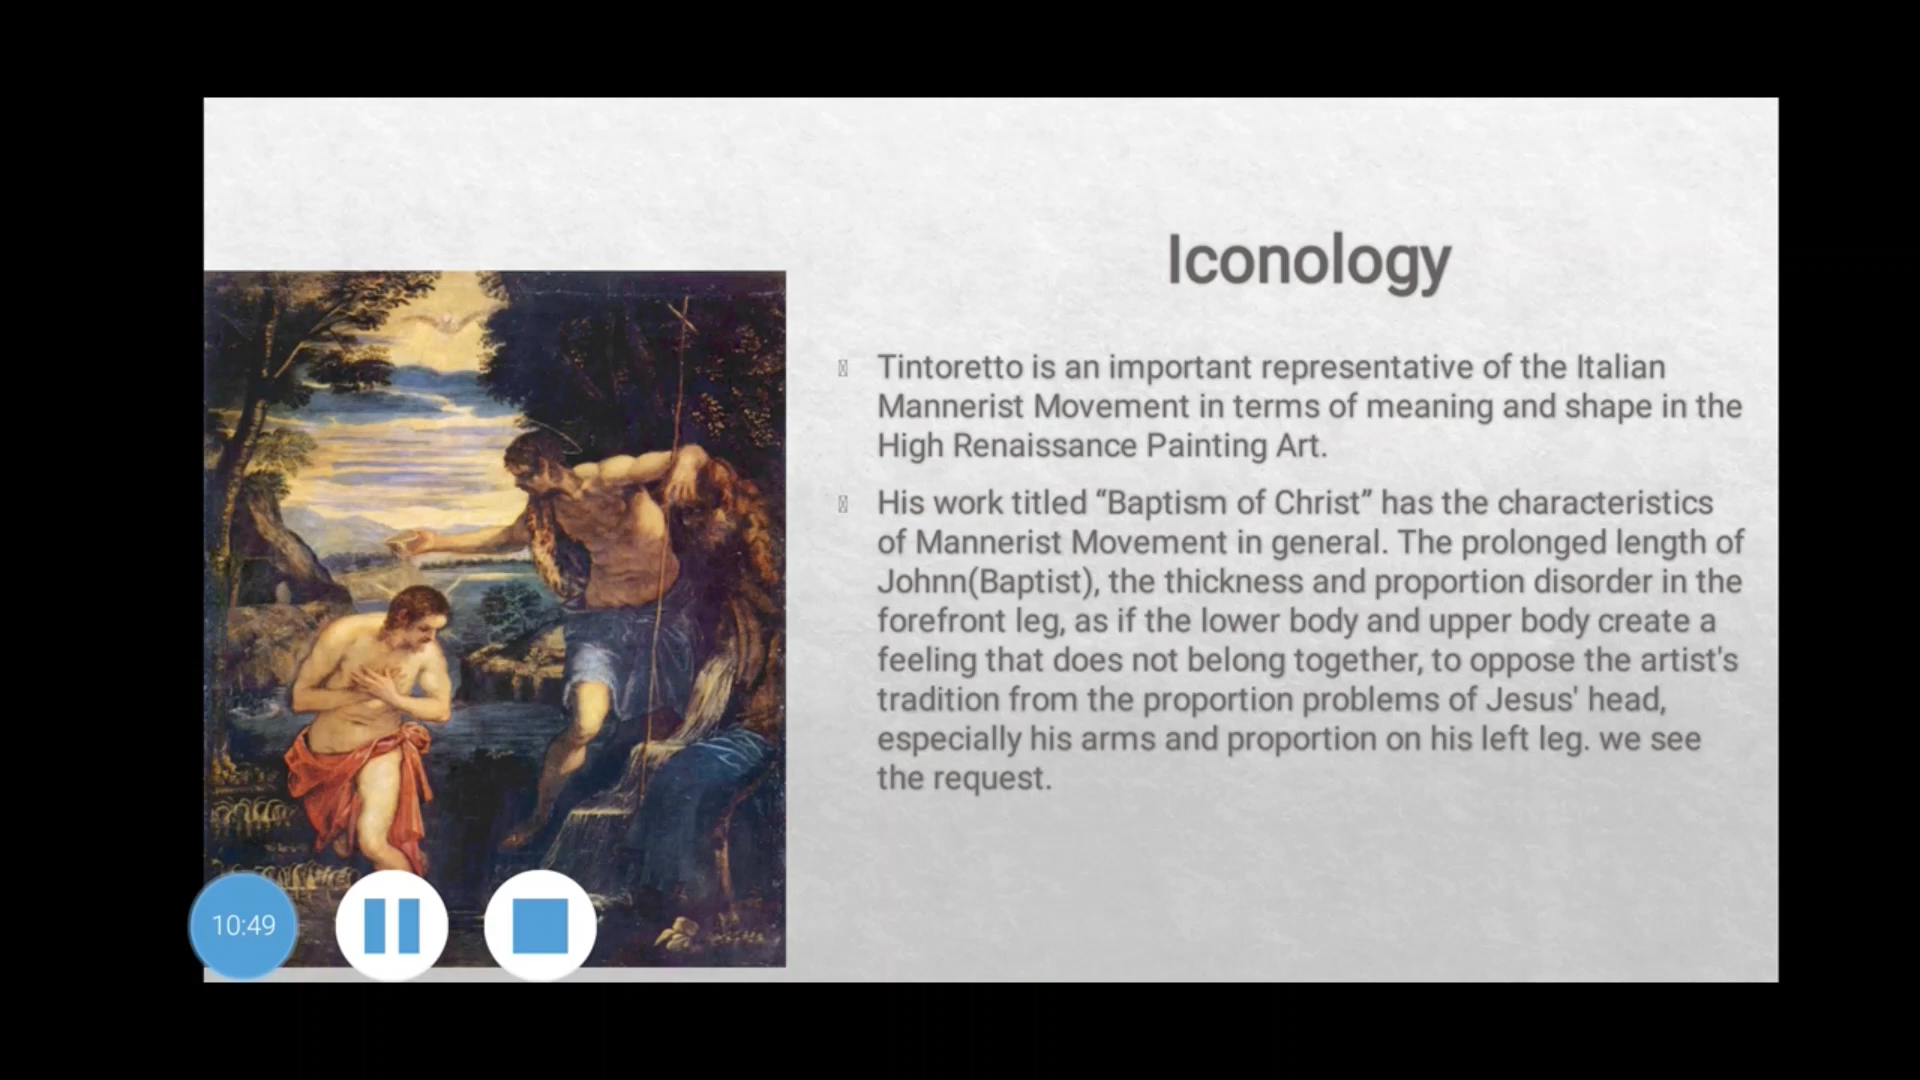 Iconology
Tintoretto is an important representative of the Italian
Mannerist Movement in terms of meaning and shape in the
High Renaissance Painting Art.
His work titled “Baptism of Christ” has the characteristics
of Mannerist Movement in general. The prolonged length of
Johnn(Baptist), the thickness and proportion disorder in the
forefront leg, as if the lower body and upper body create a
feeling that does not belong together, to oppose the artist's
tradition from the proportion problems of Jesus' head,
especially his arms and proportion on his left leg. we see
the request.
10:49